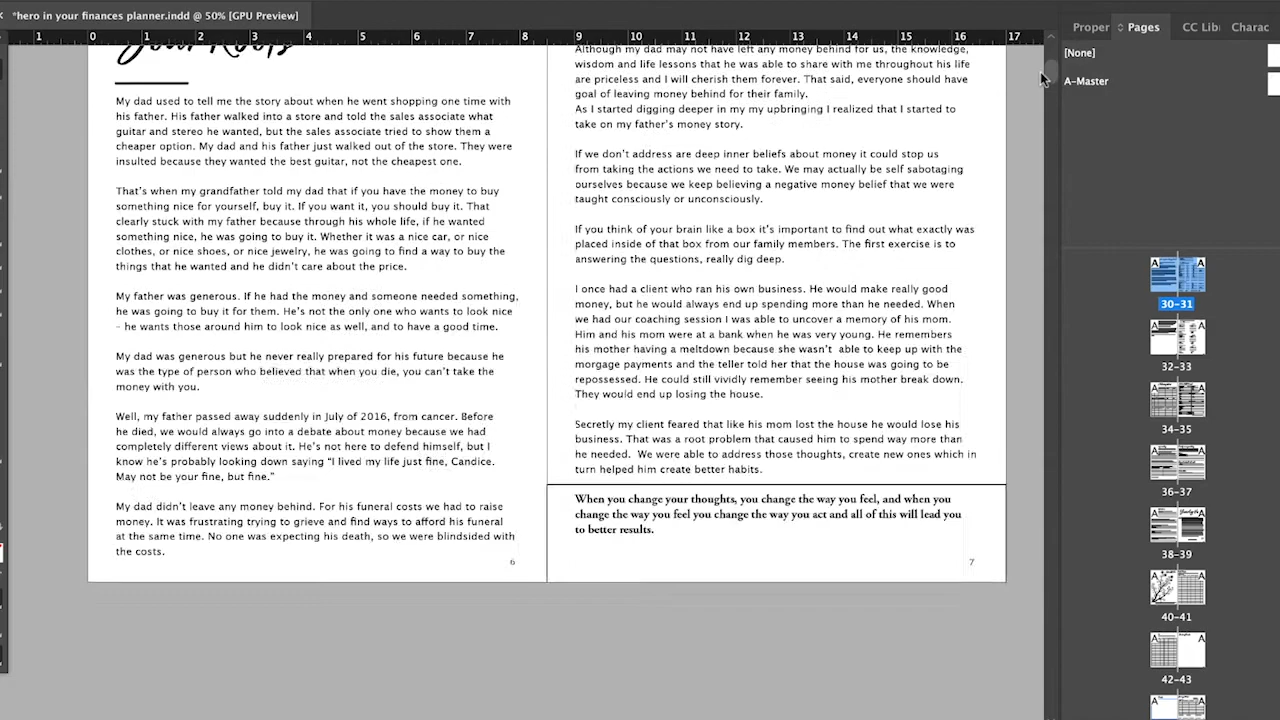 *hero in your finances planner.indd @ 50% [GPU Preview]
Proper
Pages
CC Lib
Charac
1 0 1 2 3 4 5 6 7 8 9 10 11 12 13 14 15 16 17
[None]
A-Master
Your Roots
My dad used to tell me the story about when he went shopping one time with
his father. His father walked into a store and told the sales associate what
guitar and stereo he wanted, but the sales associate tried to show them a
cheaper option. My dad and his father just walked out of the store. They were
insulted because they wanted the best guitar, not the cheapest one.
That's when my grandfather told my dad that if you have the money to buy
something nice for yourself, buy it. If you want it, you should buy it. That
clearly stuck with my father because through his whole life, if he wanted
something nice, he was going to buy it. Whether it was a nice car, or nice
clothes, or nice shoes, or nice jewelry, he was going to find a way to buy the
things that he wanted and he didn't care about the price.
My father was generous. If he had the money and someone needed something,
he was going to buy it for them. He's not the only one who wants to look nice
– he wants those around him to look nice as well, and to have a good time.
My dad was generous but he never really prepared for his future because he
was the type of person who believed that when you die, you can't take the
money with you.
Well, my father passed away suddenly in July of 2016, from cancer. Before
he died, we would always go into a debate about money because we had
completely different views about it. He's not here to defend himself, but I
know he's probably looking down saying “I lived my life just fine, Candice.
May not be your fine, but fine.”
My dad didn't leave any money behind. For his funeral costs we had to raise
money. It was frustrating trying to grieve and find ways to afford his funeral
at the same time. No one was expecting his death, so we were blindsided with
the costs.
6
Although my dad may not have left any money behind for us, the knowledge,
wisdom and life lessons that he was able to share with me throughout his life
are priceless and I will cherish them forever. That said, everyone should have
goal of leaving money behind for their family.
As I started digging deeper in my my upbringing I realized that I started to
take on my father's money story.
If we don't address are deep inner beliefs about money it could stop us
from taking the actions we need to take. We may actually be self sabotaging
ourselves because we keep believing a negative money belief that we were
taught consciously or unconsciously.
If you think of your brain like a box it's important to find out what exactly was
placed inside of that box from our family members. The first exercise is to
answering the questions, really dig deep.
I once had a client who ran his own business. He would make really good
money, but he would always end up spending more than he needed. When
we had our coaching session I was able to uncover a memory of his mom.
Him and his mom were at a bank when he was very young. He remembers
his mother having a meltdown because she wasn't able to keep up with the
morgage payments and the teller told her that the house was going to be
repossessed. He could still vividly remember seeing his mother break down.
They would end up losing the house.
Secretly my client feared that like his mom lost the house he would lose his
business. That was a root problem that caused him to spend way more than
he needed. We were able to address those thoughts, create new ones which in
turn helped him create better habits.
When you change your thoughts, you change the way you feel, and when you
change the way you feel you change the way you act and all of this will lead you
to better results.
7
A A
30-31
A
32-33
A
34-35
36-37
A
38-39
A
40-41
A
42-43
A